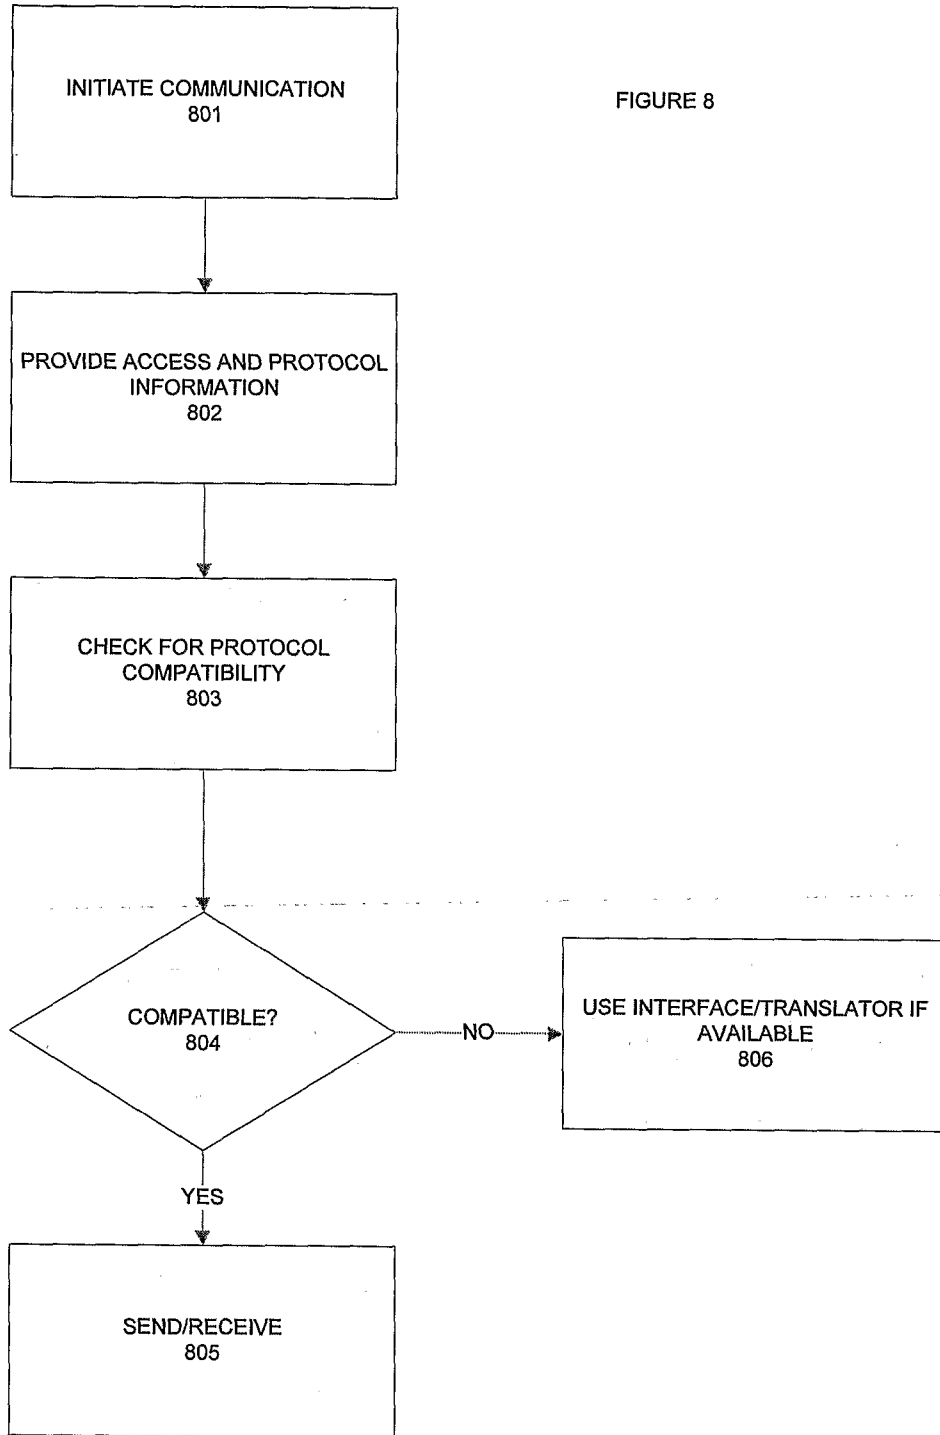 INITIATE COMMUNICATION
801
FIGURE 8
PROVIDE ACCESS AND PROTOCOL
INFORMATION
802
CHECK FOR PROTOCOL
COMPATIBILITY
803
COMPATIBLE?
804
NO
USE INTERFACE/TRANSLATOR IF
AVAILABLE
806
YES
SEND/RECEIVE
805